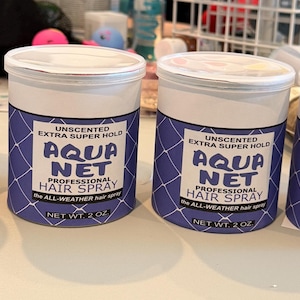 UNSCENTED
EXTRA SUPER HOLD
AQUA
NET
PROFESSIONAL
HAIR SPRAY
the ALL-WEATHER hair spray
NET WT. 2 OZ.
UNSCENTED
EXTRA SUPER HOLD
AQUA
NET
PROFESSIONAL
HAIR SPRAY
the ALL-WEATHER hair spray
NET WT. 2 OZ.